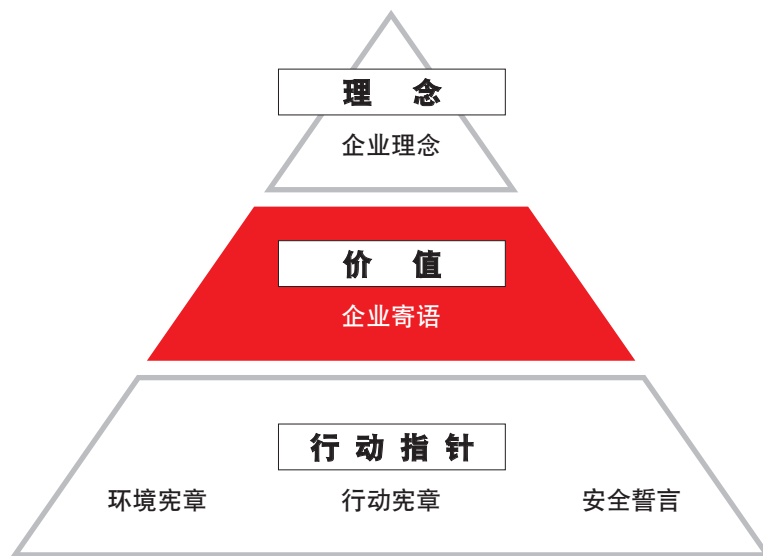 理念
企业理念
价值
企业寄语
行动指针
环境宪章 行动宪章 安全誓言